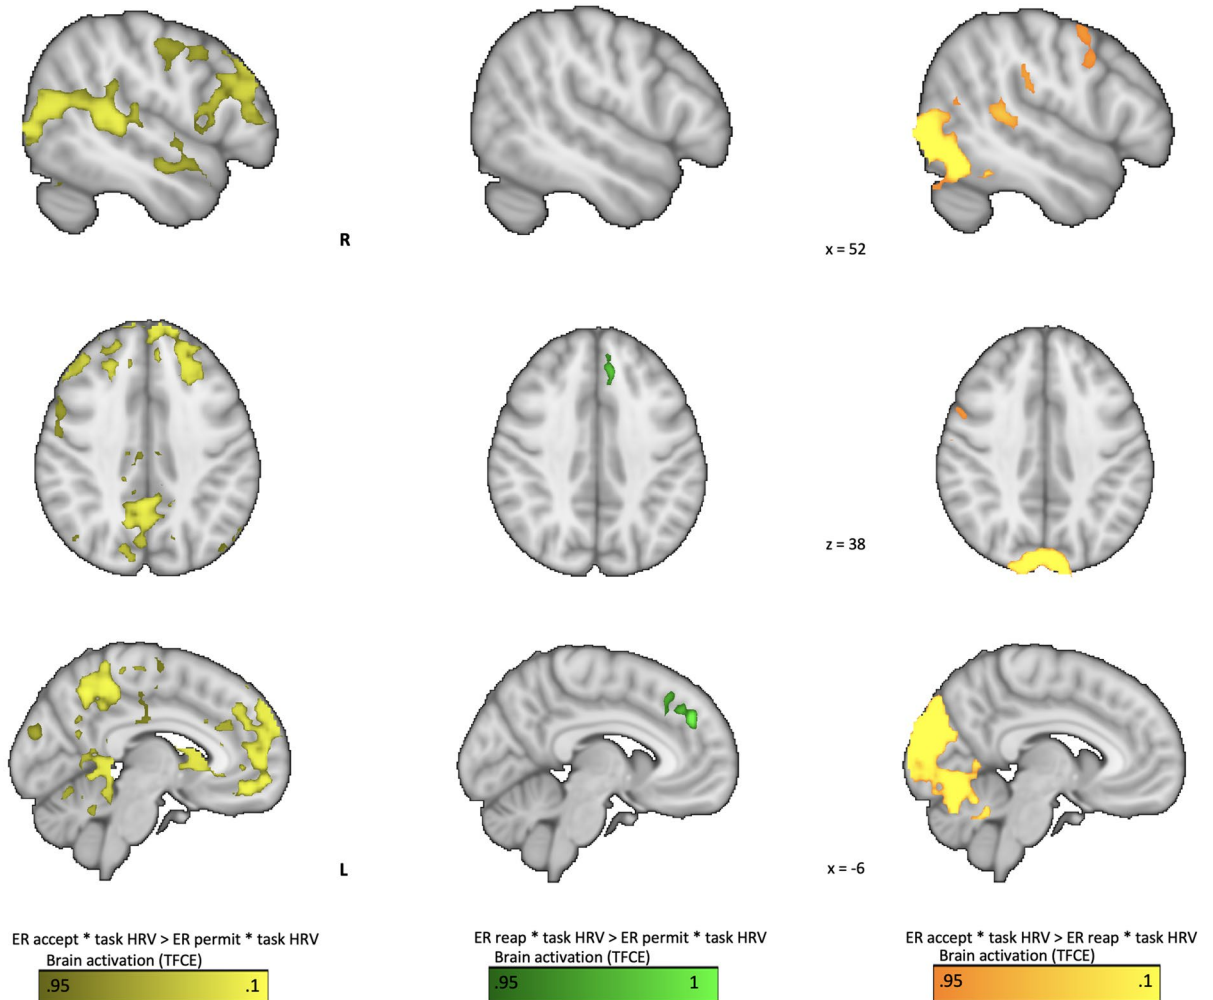 R
x = 52
z = 38
L
x = -6
ER accept * task HRV > ER permit * task HRV
Brain activation (TFCE)
.95 .1
ER reap * task HRV > ER permit * task HRV
Brain activation (TFCE)
.95 1
ER accept * task HRV > ER reap * task HRV
Brain activation (TFCE)
.95 .1